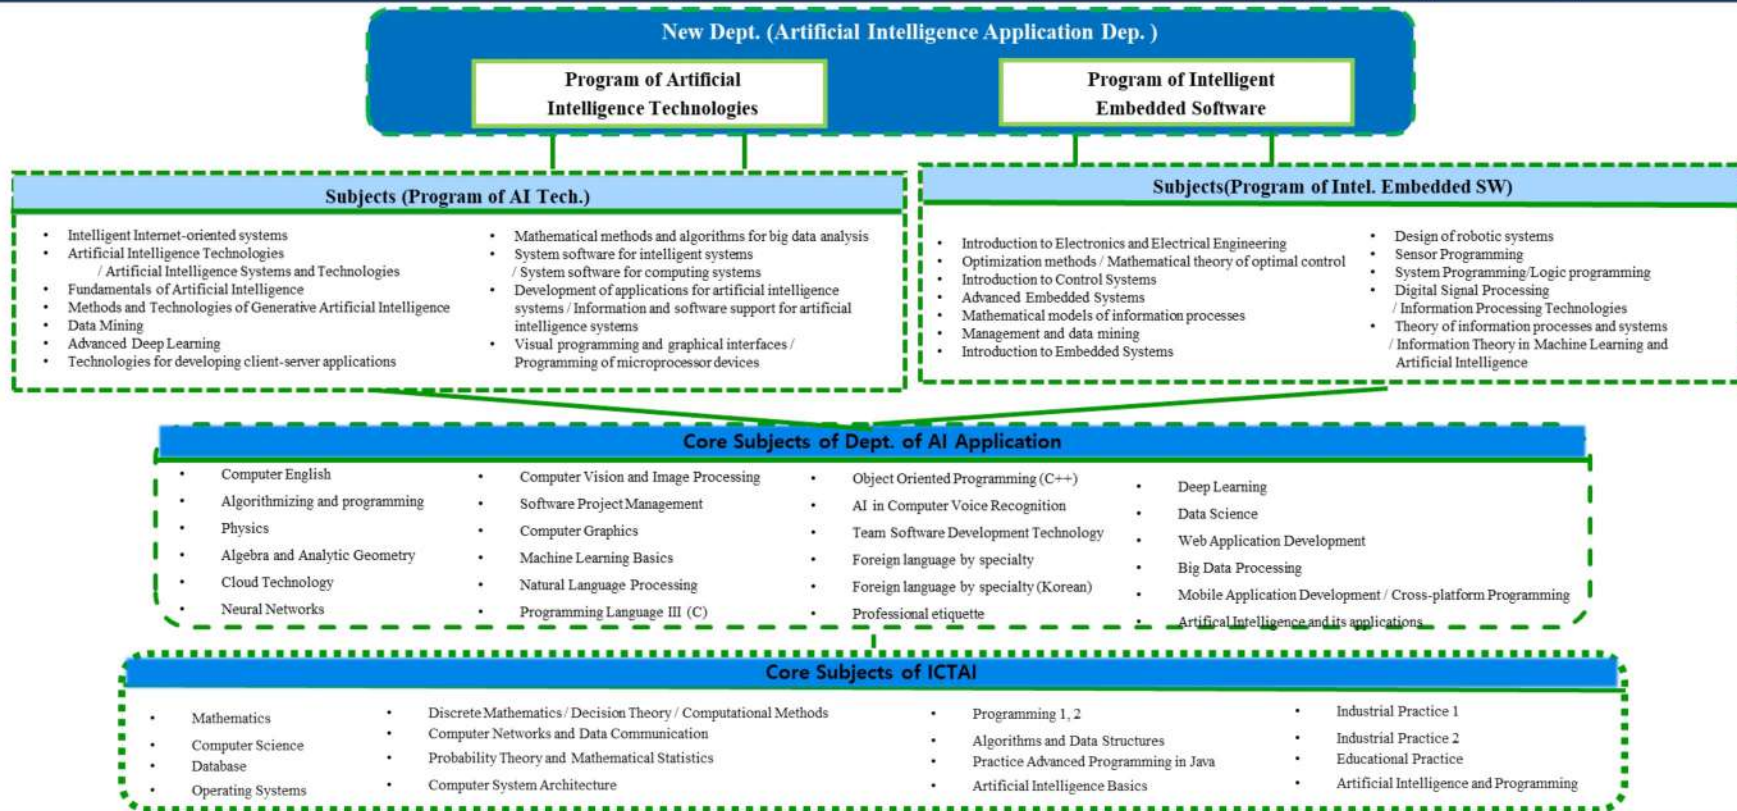 New Dept. (Artificial Intelligence Application Dep. )
Program of Artificial
Intelligence Technologies
Program of Intelligent
Embedded Software
Subjects (Program of AI Tech.)
• Intelligent Internet-oriented systems
• Artificial Intelligence Technologies
/ Artificial Intelligence Systems and Technologies
• Fundamentals of Artificial Intelligence
• Methods and Technologies of Generative Artificial Intelligence
• Data Mining
• Advanced Deep Learning
• Technologies for developing client-server applications
• Mathematical methods and algorithms for big data analysis
• System software for intelligent systems
/ System software for computing systems
• Development of applications for artificial intelligence
systems / Information and software support for artificial
intelligence systems
• Visual programming and graphical interfaces /
Programming of microprocessor devices
Subjects(Program of Intel. Embedded SW)
• Introduction to Electronics and Electrical Engineering
• Optimization methods / Mathematical theory of optimal control
• Introduction to Control Systems
• Advanced Embedded Systems
• Mathematical models of information processes
• Management and data mining
• Introduction to Embedded Systems
• Design of robotic systems
• Sensor Programming
• System Programming/Logic programming
• Digital Signal Processing
/ Information Processing Technologies
• Theory of information processes and systems
/ Information Theory in Machine Learning and
Artificial Intelligence
Core Subjects of Dept. of AI Application
• Computer English
• Algorithmizing and programming
• Physics
• Algebra and Analytic Geometry
• Cloud Technology
• Neural Networks
• Computer Vision and Image Processing
• Software Project Management
• Computer Graphics
• Machine Learning Basics
• Natural Language Processing
• Programming Language III (C)
• Object Oriented Programming (C++)
• AI in Computer Voice Recognition
• Team Software Development Technology
• Foreign language by specialty
• Foreign language by specialty (Korean)
• Professional etiquette
• Deep Learning
• Data Science
• Web Application Development
• Big Data Processing
• Mobile Application Development / Cross-platform Programming
• Artifical Intelligence and its applications
Core Subjects of ICTAI
• Mathematics
• Computer Science
• Database
• Operating Systems
• Discrete Mathematics / Decision Theory / Computational Methods
• Computer Networks and Data Communication
• Probability Theory and Mathematical Statistics
• Computer System Architecture
• Programming 1, 2
• Algorithms and Data Structures
• Practice Advanced Programming in Java
• Artificial Intelligence Basics
• Industrial Practice 1
• Industrial Practice 2
• Educational Practice
• Artificial Intelligence and Programming